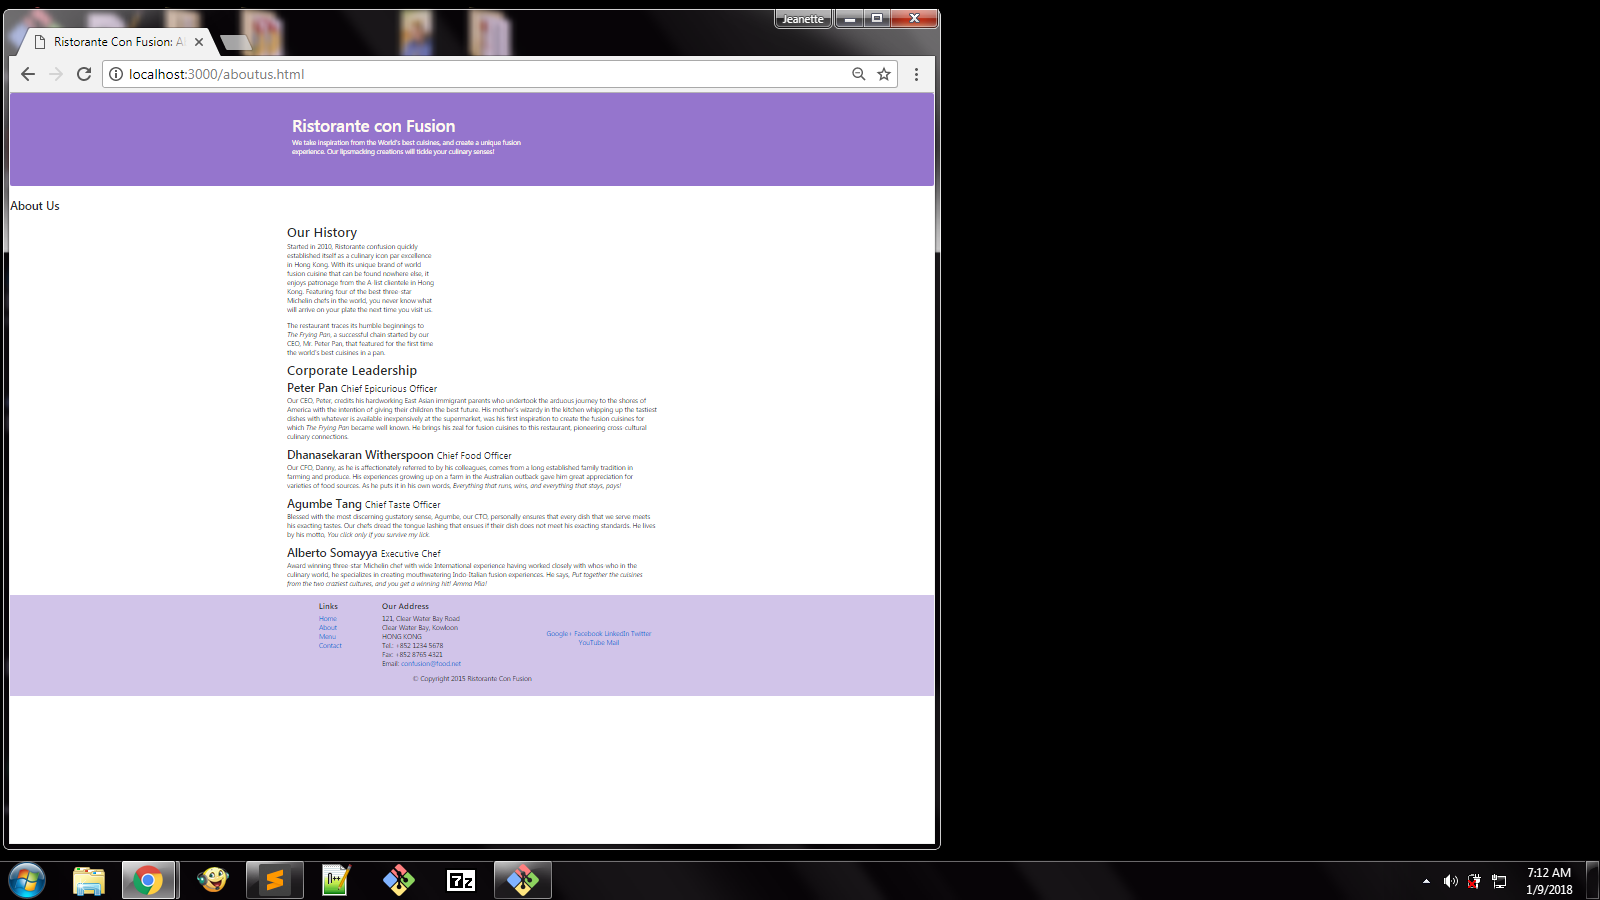 Jeanette
Ristorante Con Fusion: A
localhost:3000/aboutus.html
Ristorante con Fusion
We take inspiration from the World's best cuisines, and create a unique fusion
experience. Our lipsmacking creations will tickle your culinary senses!
About Us
Our History
Started in 2010, Ristorante confusion quickly
established itself as a culinary icon par excellence
in Hong Kong. With its unique brand of world
fusion cuisine that can be found nowhere else, it
enjoys patronage from the A-list clientele in Hong
Kong. Featuring four of the best three-star
Michelin chefs in the world, you never know what
will arrive on your plate the next time you visit us.
The restaurant traces its humble beginnings to
The Frying Pan, a successful chain started by our
CEO, Mr. Peter Pan, that featured for the first time
the world's best cuisines in a pan.
Corporate Leadership
Peter Pan Chief Epicurious Officer
Our CEO, Peter, credits his hardworking East Asian immigrant parents who undertook the arduous journey to the shores of
America with the intention of giving their children the best future. His mother's wizardy in the kitchen whipping up the tastiest
dishes with whatever is available inexpensively at the supermarket, was his first inspiration to create the fusion cuisines for
which The Frying Pan became well known. He brings his zeal for fusion cuisines to this restaurant, pioneering cross-cultural
culinary connections.
Dhanasekaran Witherspoon Chief Food Officer
Our CFO, Danny, as he is affectionately referred to by his colleagues, comes from a long established family tradition in
farming and produce. His experiences growing up on a farm in the Australian outback gave him great appreciation for
varieties of food sources. As he puts it in his own words, Everything that runs, wins, and everything that stays, pays!
Agumbe Tang Chief Taste Officer
Blessed with the most discerning gustatory sense, Agumbe, our CTO, personally ensures that every dish that we serve meets
his exacting tastes. Our chefs dread the tongue lashing that ensues if their dish does not meet his exacting standards. He lives
by his motto, You click only if you survive my lick.
Alberto Somayya Executive Chef
Award winning three-star Michelin chef with wide International experience having worked closely with whos-who in the
culinary world, he specializes in creating mouthwatering Indo-Italian fusion experiences. He says, Put together the cuisines
from the two craziest cultures, and you get a winning hit! Amma Mia!
Links
Home
About
Menu
Contact
Our Address
121, Clear Water Bay Road
Clear Water Bay, Kowloon
HONG KONG
Tel.: +852 1234 5678
Fax: +852 8765 4321
Email: confusion@food.net
Google+ Facebook LinkedIn Twitter
YouTube Mail
© Copyright 2015 Ristorante Con Fusion
7z
7:12 AM
1/9/2018